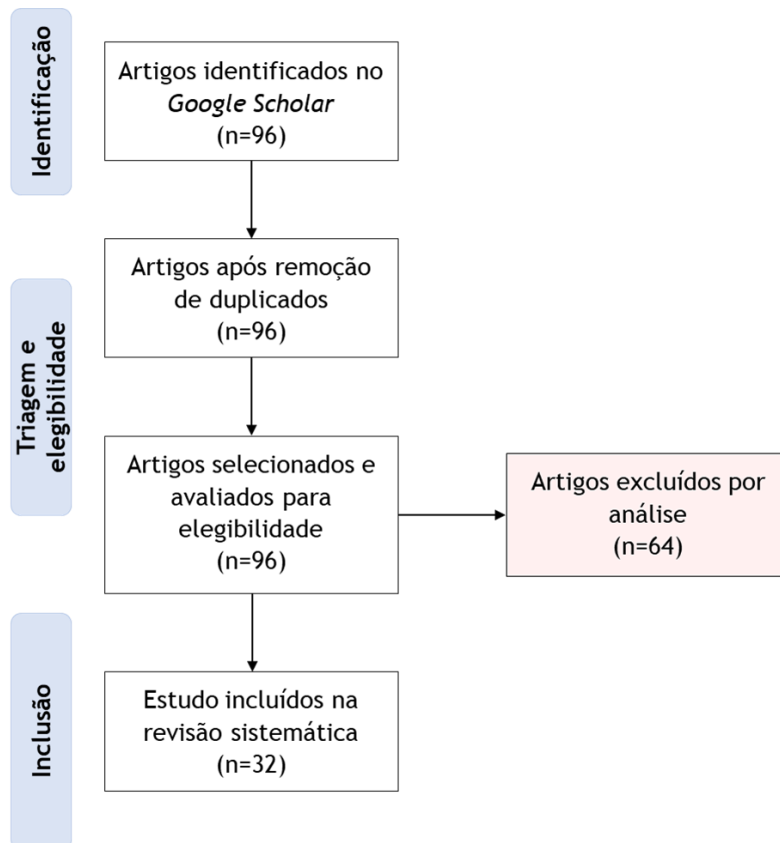 Identificação
Artigos identificados no
Google Scholar
(n=96)
Triagem e
elegibilidade
Artigos após remoção
de duplicados
(n=96)
Artigos selecionados e
avaliados para
elegibilidade
(n=96)
Artigos excluídos por
análise
(n=64)
Inclusão
Estudo incluídos na
revisão sistemática
(n=32)